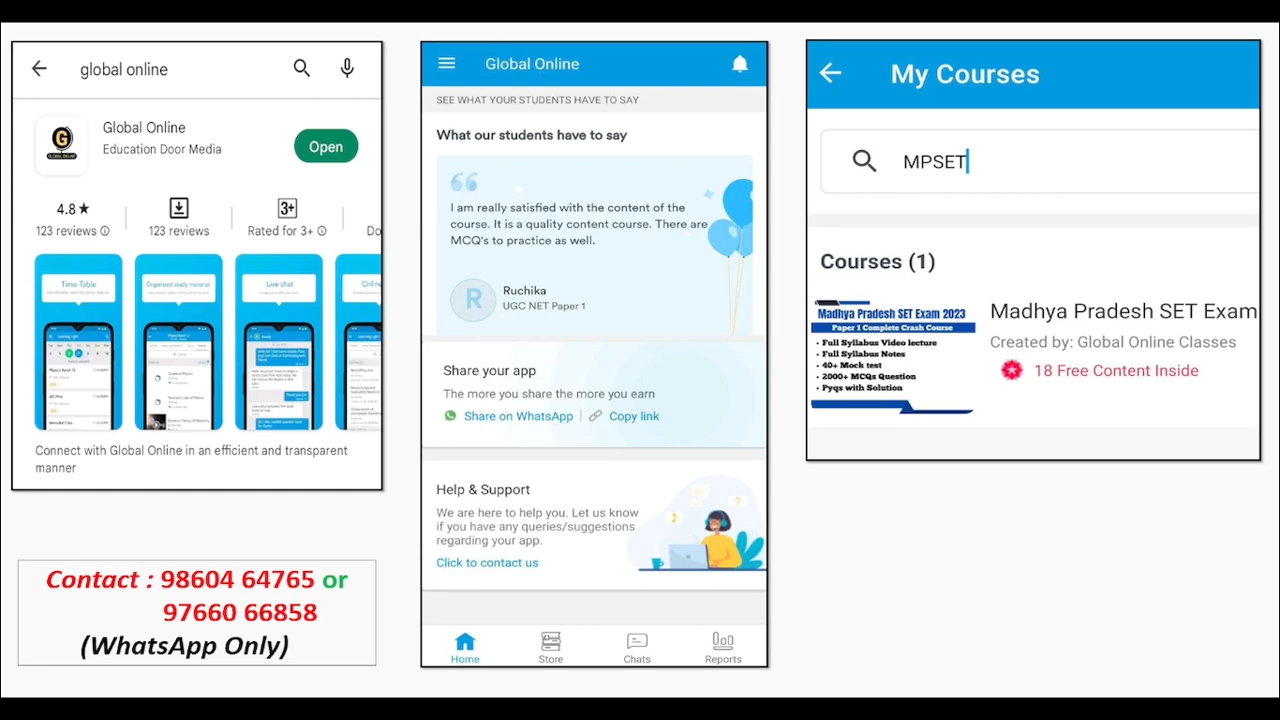 global online
Global Online
Education Door Media
Open
4.8★
123 reviews
123 reviews
3+
Rated for 3+
Do
Time-Table
Organised study material
Live chat
Online
Connect with Global Online in an efficient and transparent
manner
Contact : 98604 64765 or
97660 66858
(WhatsApp Only)
Global Online
SEE WHAT YOUR STUDENTS HAVE TO SAY
What our students have to say
I am really satisfied with the content of the
course. It is a quality content course. There are
MCQ's to practice as well.
R
Ruchika
UGC NET Paper 1
Share your app
The more you share the more you earn
Share on WhatsApp | Copy link
Help & Support
We are here to help you. Let us know
if you have any queries/suggestions
regarding your app.
Click to contact us
Home
Store
Chats
Reports
My Courses
MPSET
Courses (1)
Madhya Pradesh SET Exam 2023
Paper 1 Complete Crash Course
• Full Syllabus Video lecture
• Full Syllabus Notes
• 40+ Mock test
• 2000+ MCQs Question
• Pyqs with Solution
Madhya Pradesh SET Exam
Created by: Global Online Classes
18 Free Content Inside